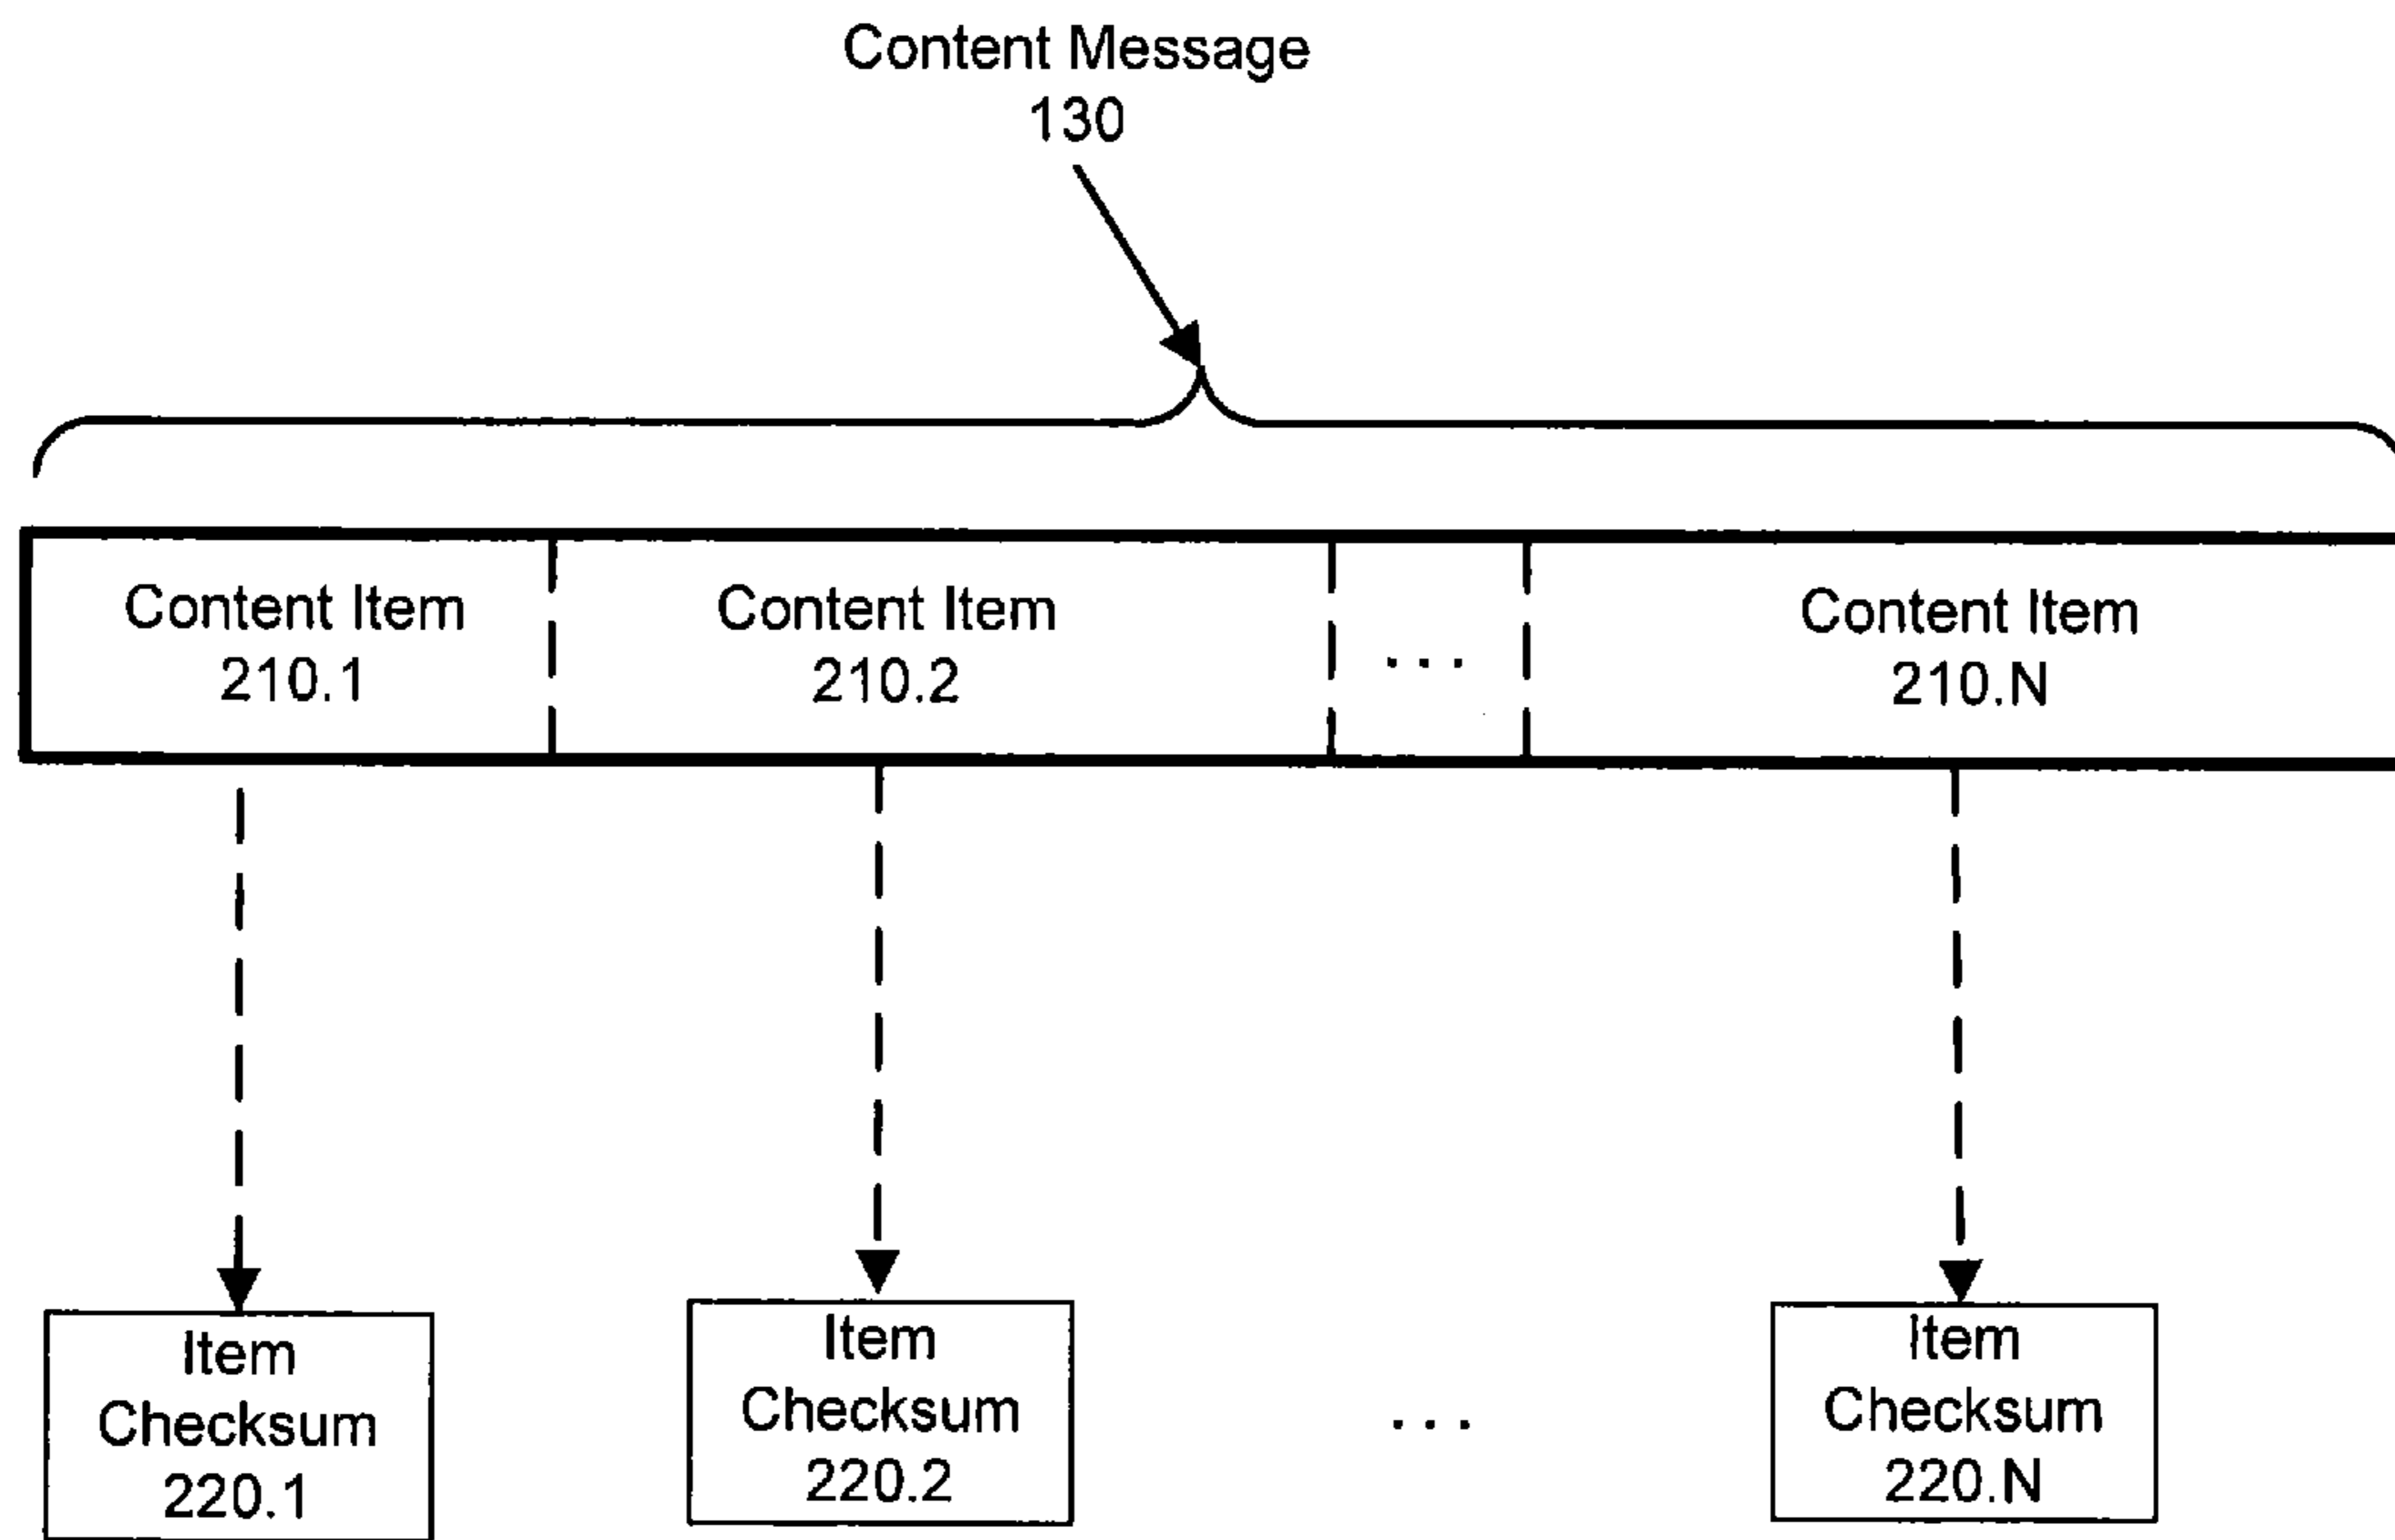 Content Message
130
Content Item
210.1
Content Item
210.2
...
Content Item
210.N
Item
Checksum
220.1
Item
Checksum
220.2
...
Item
Checksum
220.N